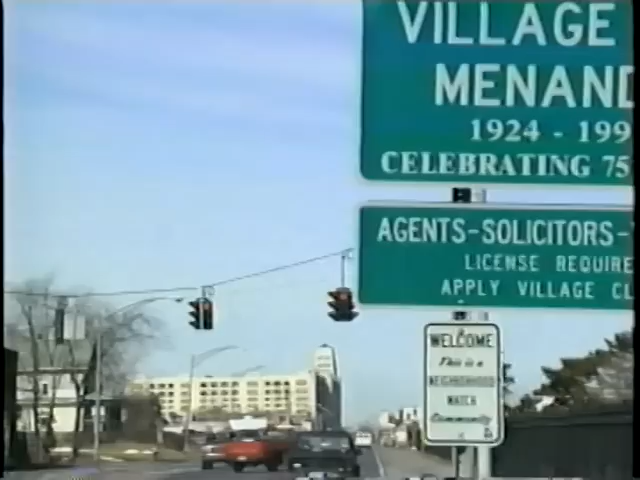 VILLAGE
MENAND
1924 - 199
CELEBRATING 75
AGENTS-SOLICITORS-
LICENSE REQUIRE
APPLY VILLAGE CL
WELCOME
This is a
NEIGHBORHOOD
WATCH
Community